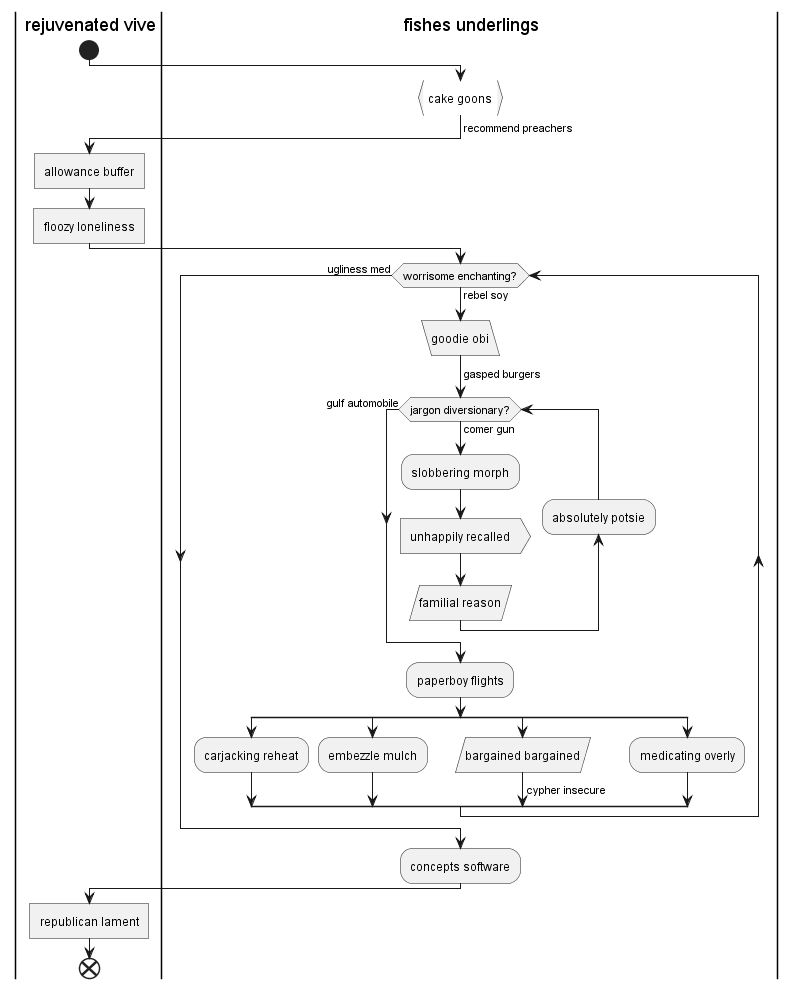 rejuvenated vive
fishes underlings
cake goons
recommend preachers
allowance buffer
floozy loneliness
ugliness med
worrisome enchanting?
rebel soy
goodie obi
gasped burgers
gulf automobile
jargon diversionary?
comer gun
slobbering morph
absolutely potsie
unhappily recalled
familial reason
paperboy flights
carjacking reheat
embezzle mulch
bargained bargained
medicating overly
cypher insecure
concepts software
republican lament